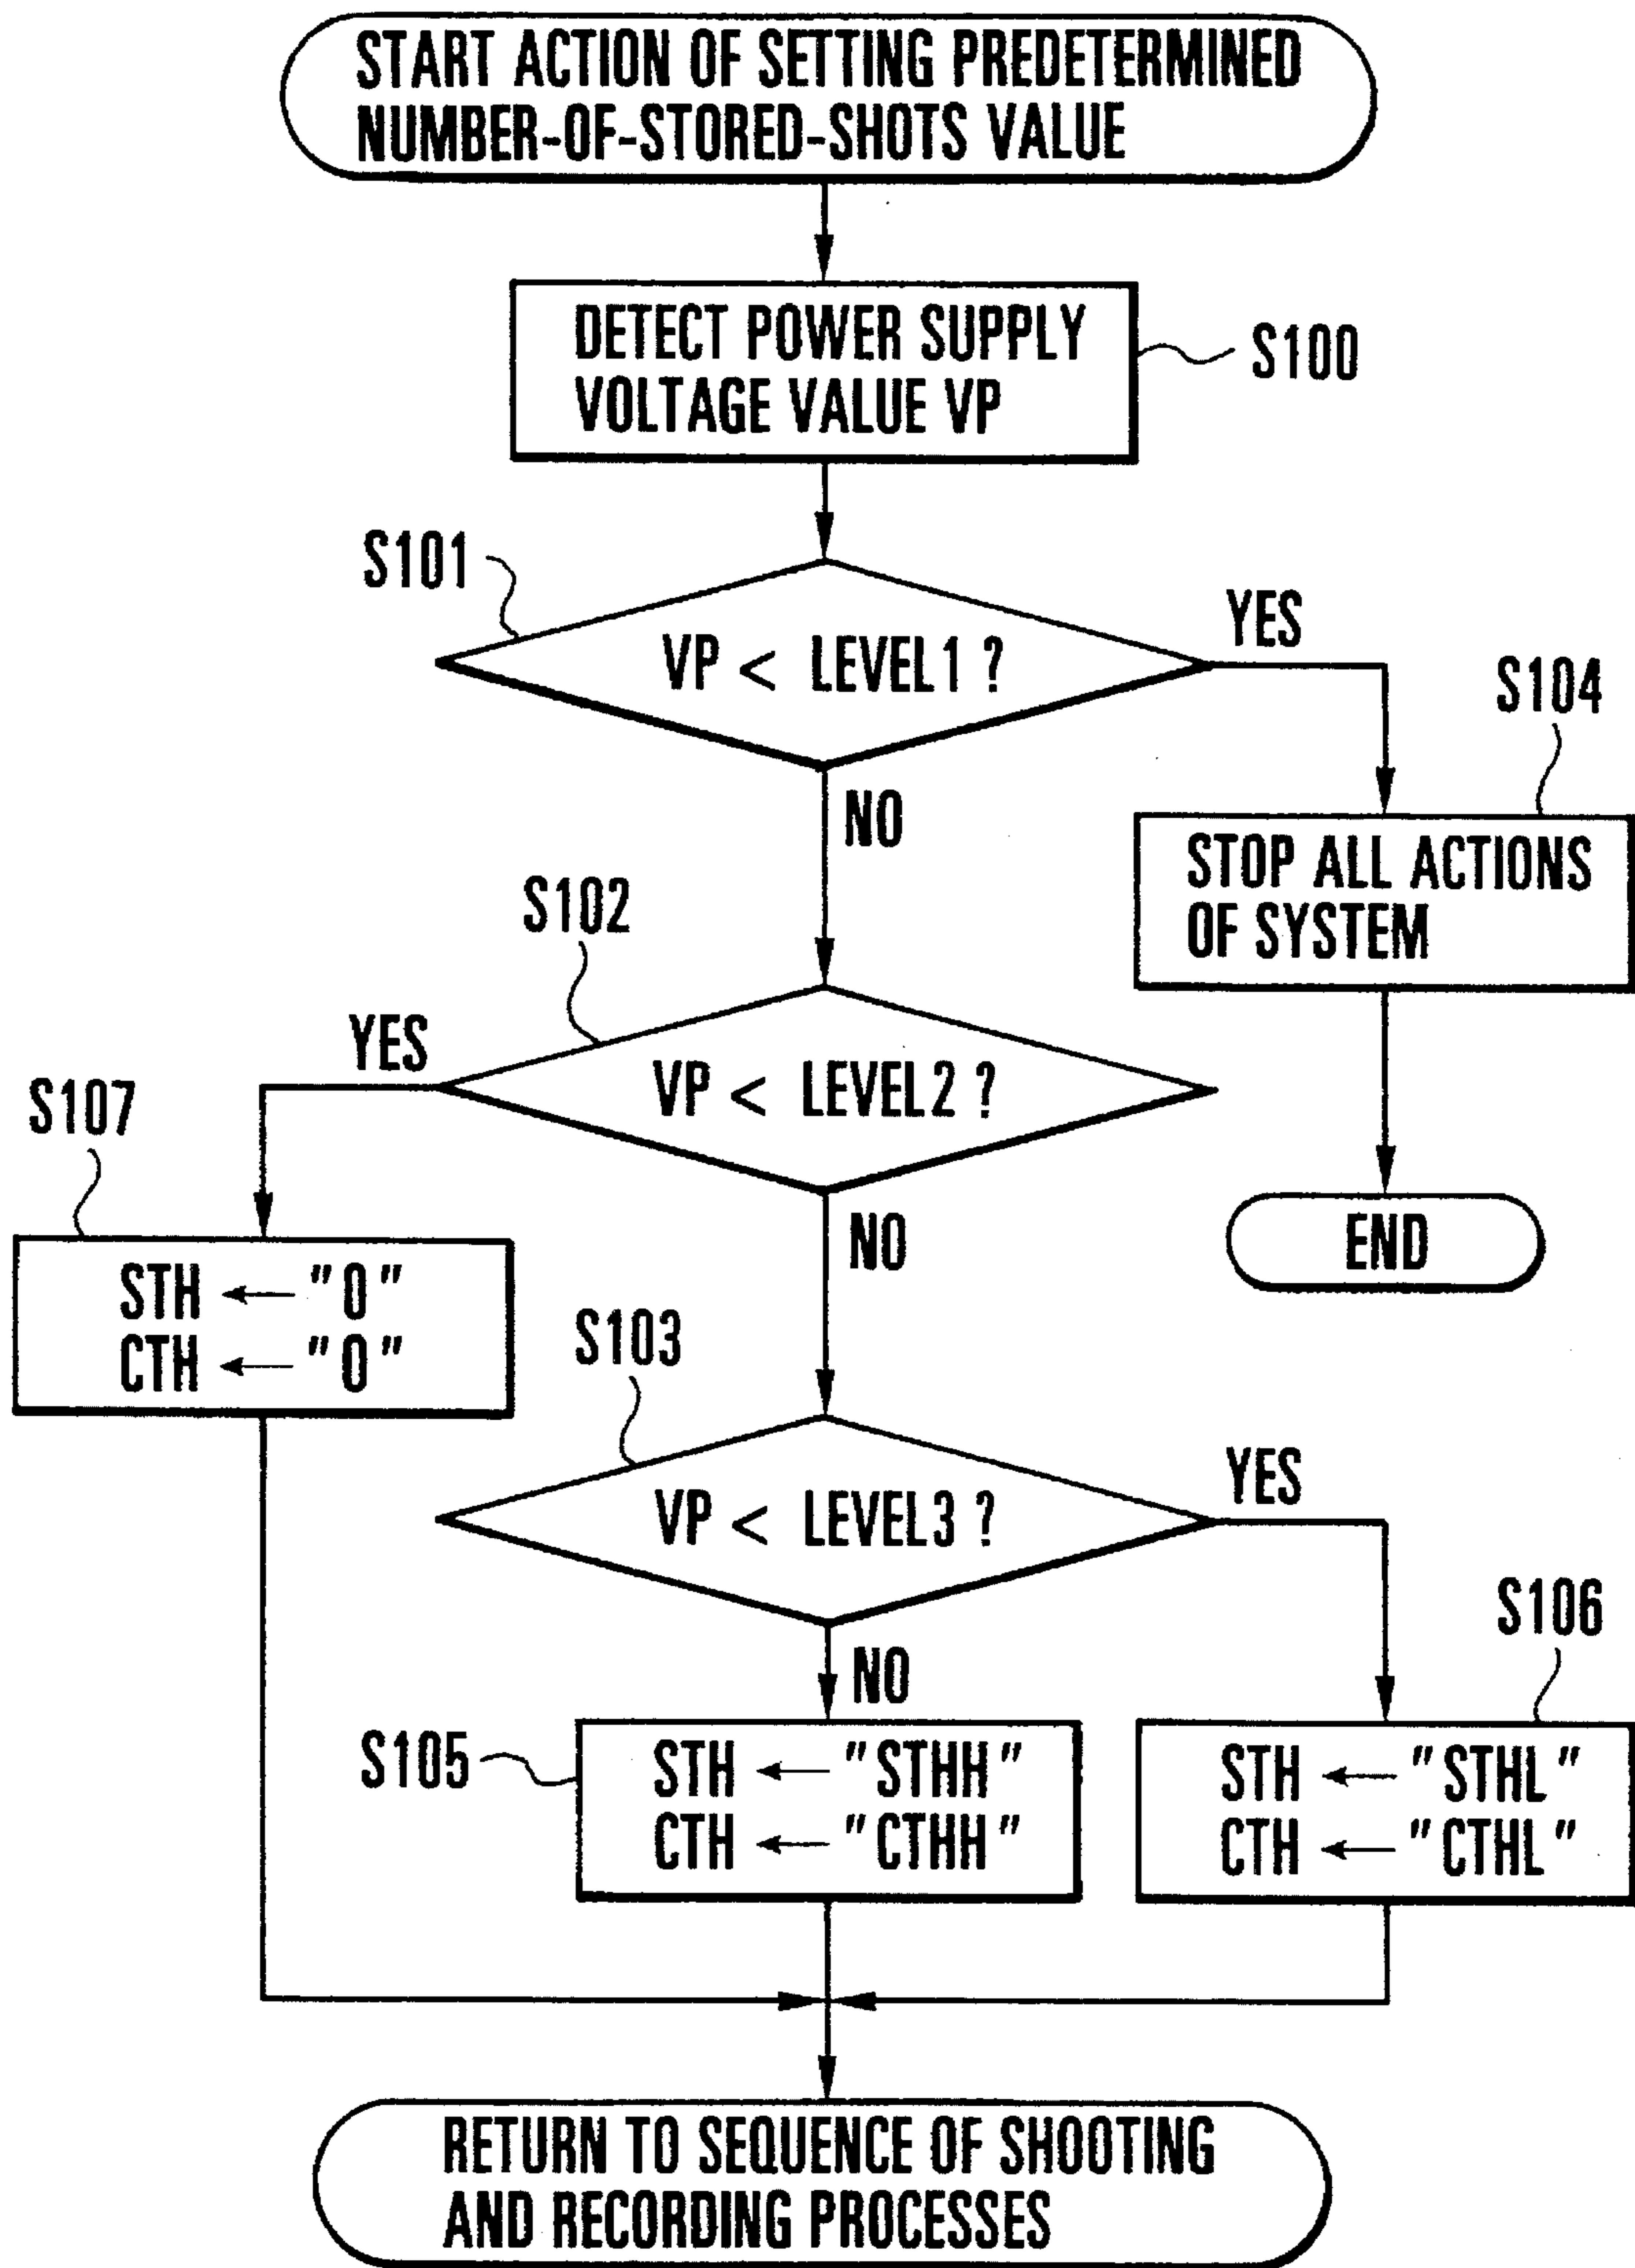 START ACTION OF SETTING PREDETERMINED
NUMBER-OF-STORED-SHOTS VALUE
DETECT POWER SUPPLY
VOLTAGE VALUE VP
S100
S101
VP < LEVEL1 ?
YES
NO
S104
STOP ALL ACTIONS
OF SYSTEM
END
S102
VP < LEVEL2 ?
YES
NO
S107
STH ← "0"
CTH ← "0"
S103
VP < LEVEL3 ?
YES
NO
S105
STH ← "STHH"
CTH ← "CTHH"
S106
STH ← "STHL"
CTH ← "CTHL"
RETURN TO SEQUENCE OF SHOOTING
AND RECORDING PROCESSES